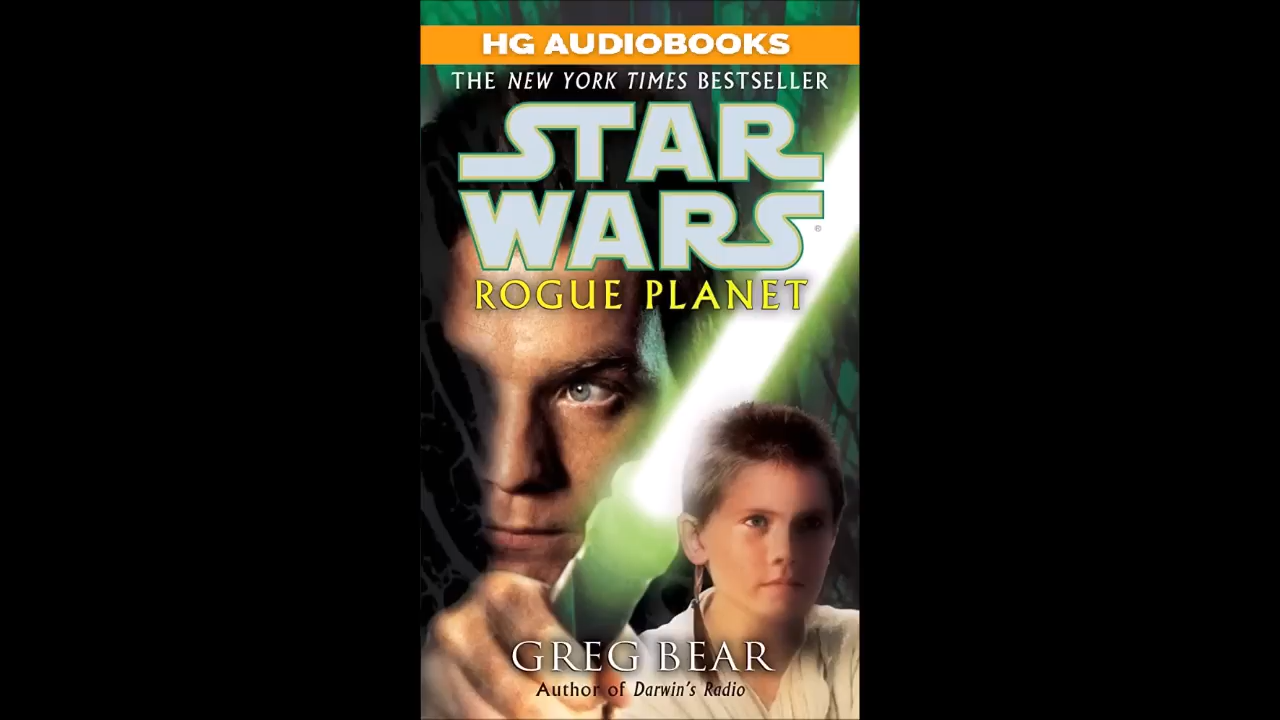 HG AUDIOBOOKS
THE NEW YORK TIMES BESTSELLER
STAR
WARS
®
ROGUE PLANET
GREG BEAR
Author of Darwin's Radio